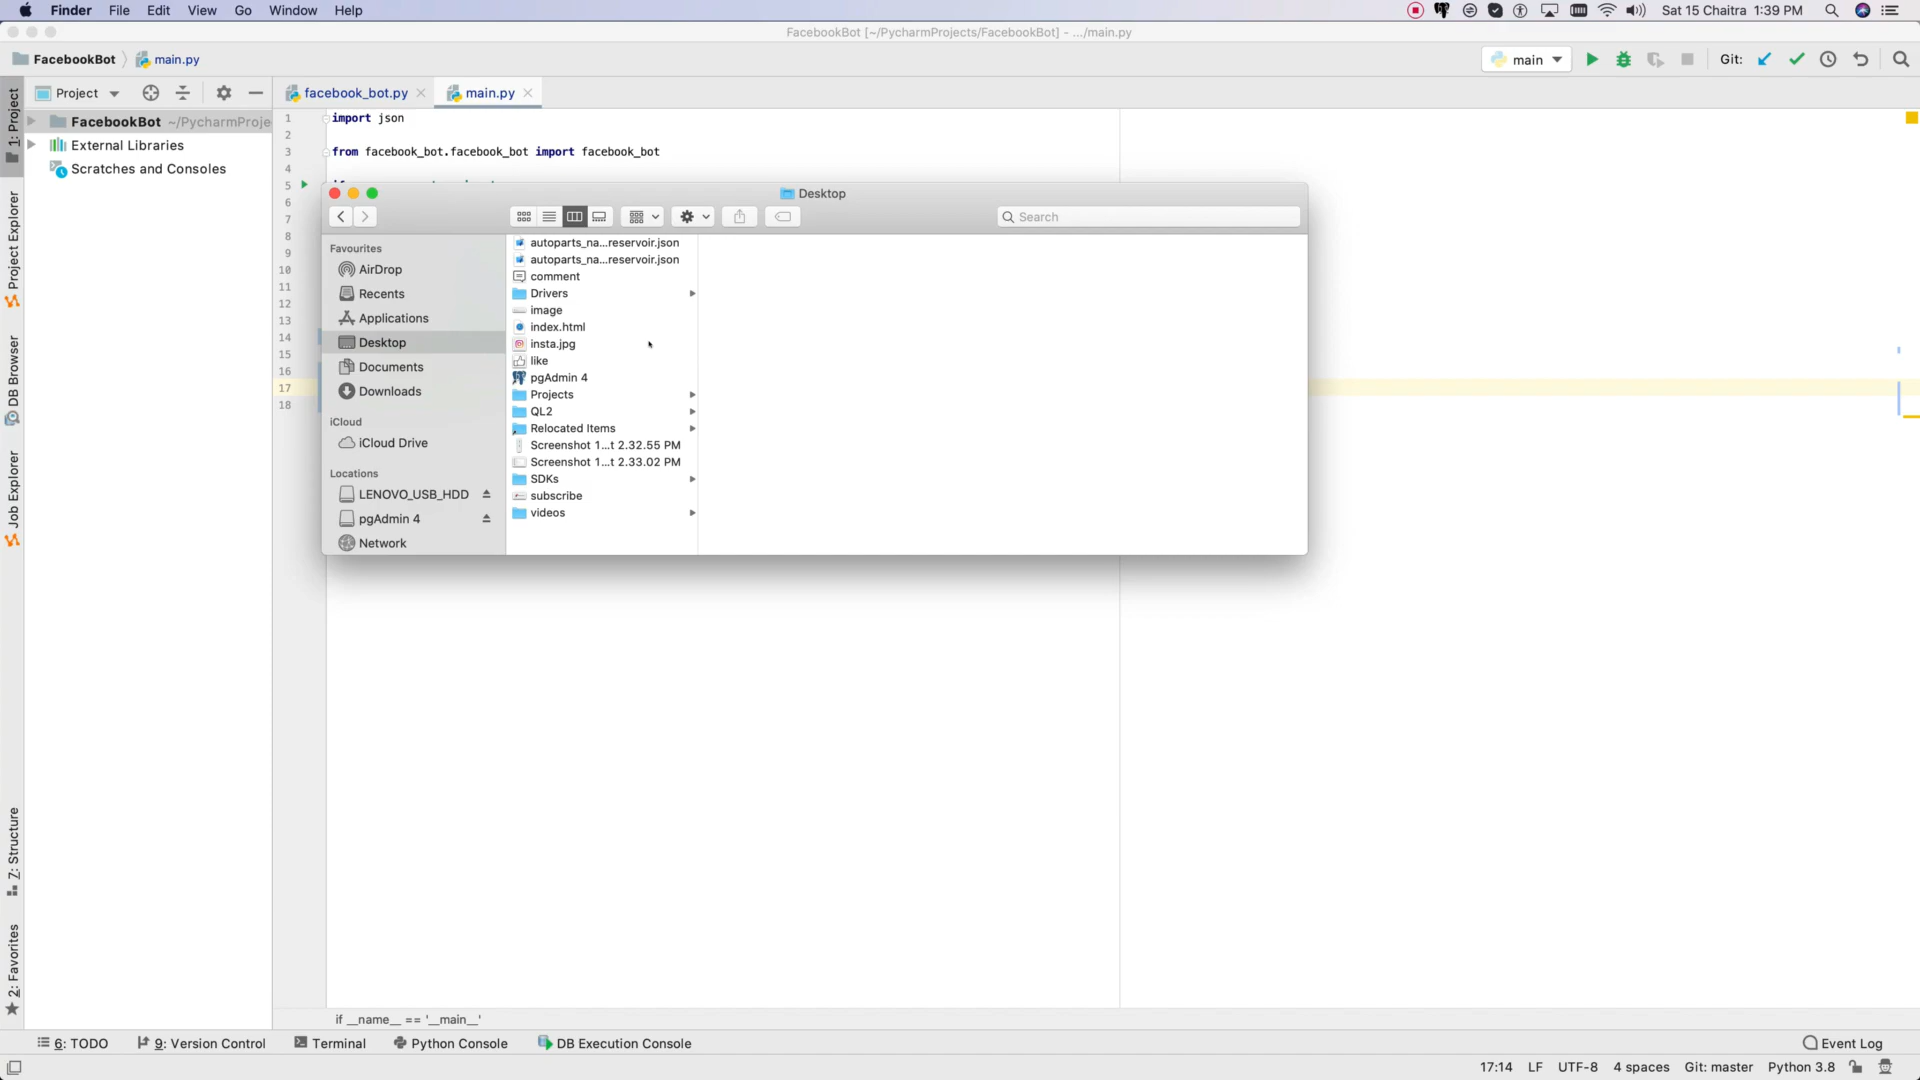 Finder File Edit View Go Window Help
Sat 15 Chaitra 1:39 PM
FacebookBot [~/PycharmProjects/FacebookBot] - .../main.py
FacebookBot main.py
main
Git:
Project
facebook_bot.py
main.py
FacebookBot ~/PycharmProje
External Libraries
Scratches and Consoles
1: Project
Project Explorer
DB Browser
Job Explorer
7: Structure
2: Favorites
1 import json
2
3 from facebook_bot.facebook_bot import facebook_bot
4
5
6
7
8
9
10
11
12
13
14
15
16
17
18
Desktop
Search
Favourites
AirDrop
Recents
Applications
Desktop
Documents
Downloads
iCloud
iCloud Drive
Locations
LENOVO_USB_HDD
pgAdmin 4
Network
autoparts_na...reservoir.json
autoparts_na...reservoir.json
comment
Drivers
image
index.html
insta.jpg
like
pgAdmin 4
Projects
QL2
Relocated Items
Screenshot 1...t 2.32.55 PM
Screenshot 1...t 2.33.02 PM
SDKs
subscribe
videos
if __name__ == '__main__'
6: TODO
9: Version Control
Terminal
Python Console
DB Execution Console
Event Log
17:14 LF UTF-8 4 spaces Git: master Python 3.8